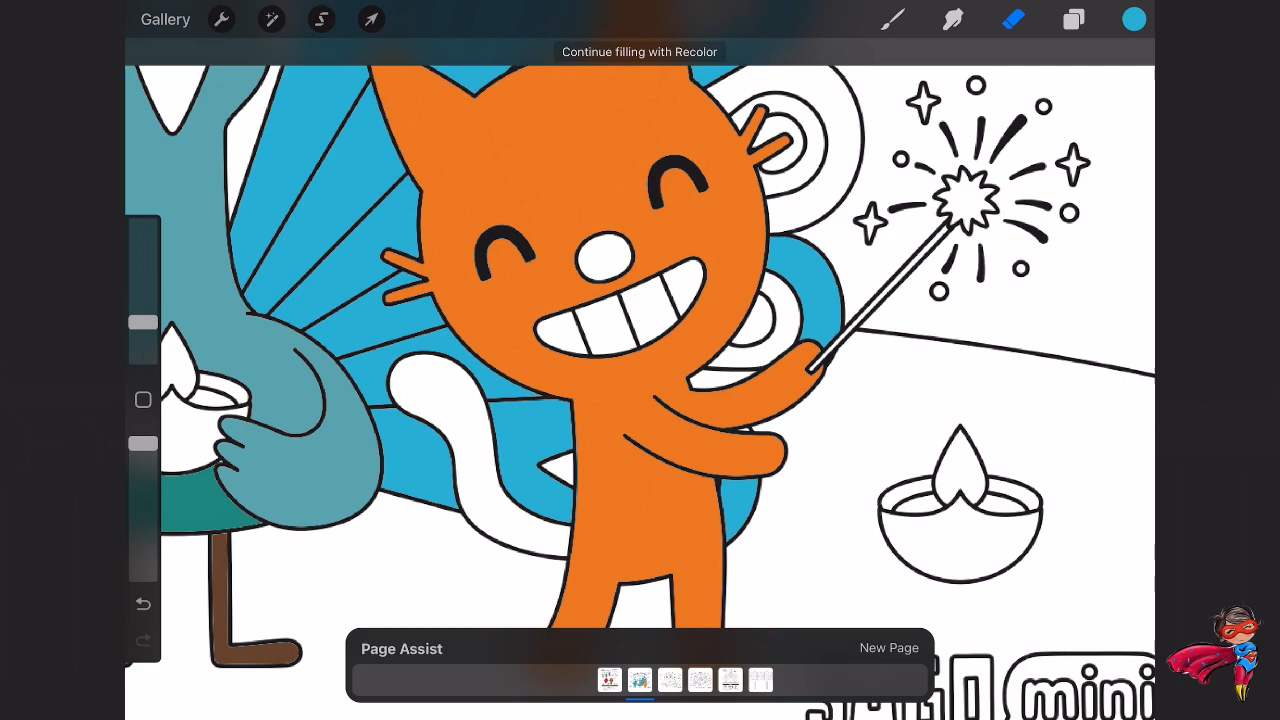 Gallery
Continue filling with Recolor
Page Assist
New Page
mini